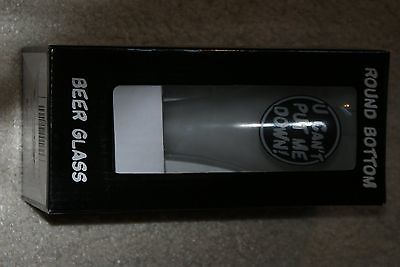 ROUND BOTTOM
U CAN'T
PUT ME
DOWN!
BEER GLASS